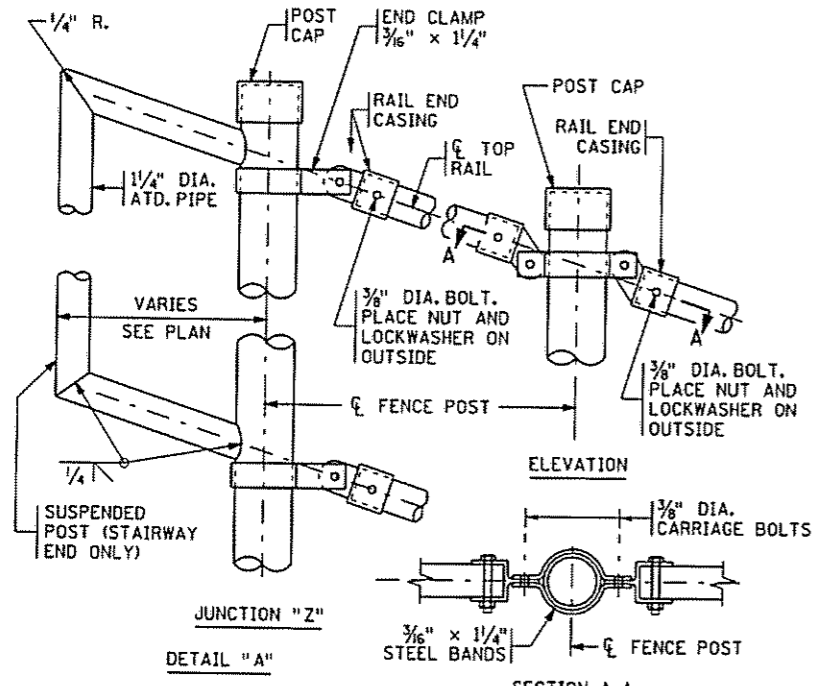 1/4" R.
POST
CAP
END CLAMP
3/16" × 1 1/4"
RAIL END
CASING
℄ TOP
RAIL
POST CAP
RAIL END
CASING
1 1/4" DIA.
ATD. PIPE
A
A
VARIES
SEE PLAN
3/8" DIA. BOLT.
PLACE NUT AND
LOCKWASHER ON
OUTSIDE
3/8" DIA. BOLT.
PLACE NUT AND
LOCKWASHER ON
OUTSIDE
℄ FENCE POST
ELEVATION
1/4
SUSPENDED
POST (STAIRWAY
END ONLY)
3/8" DIA.
CARRIAGE BOLTS
JUNCTION "Z"
3/16" × 1 1/4"
STEEL BANDS
℄ FENCE POST
DETAIL "A"
SECTION A-A